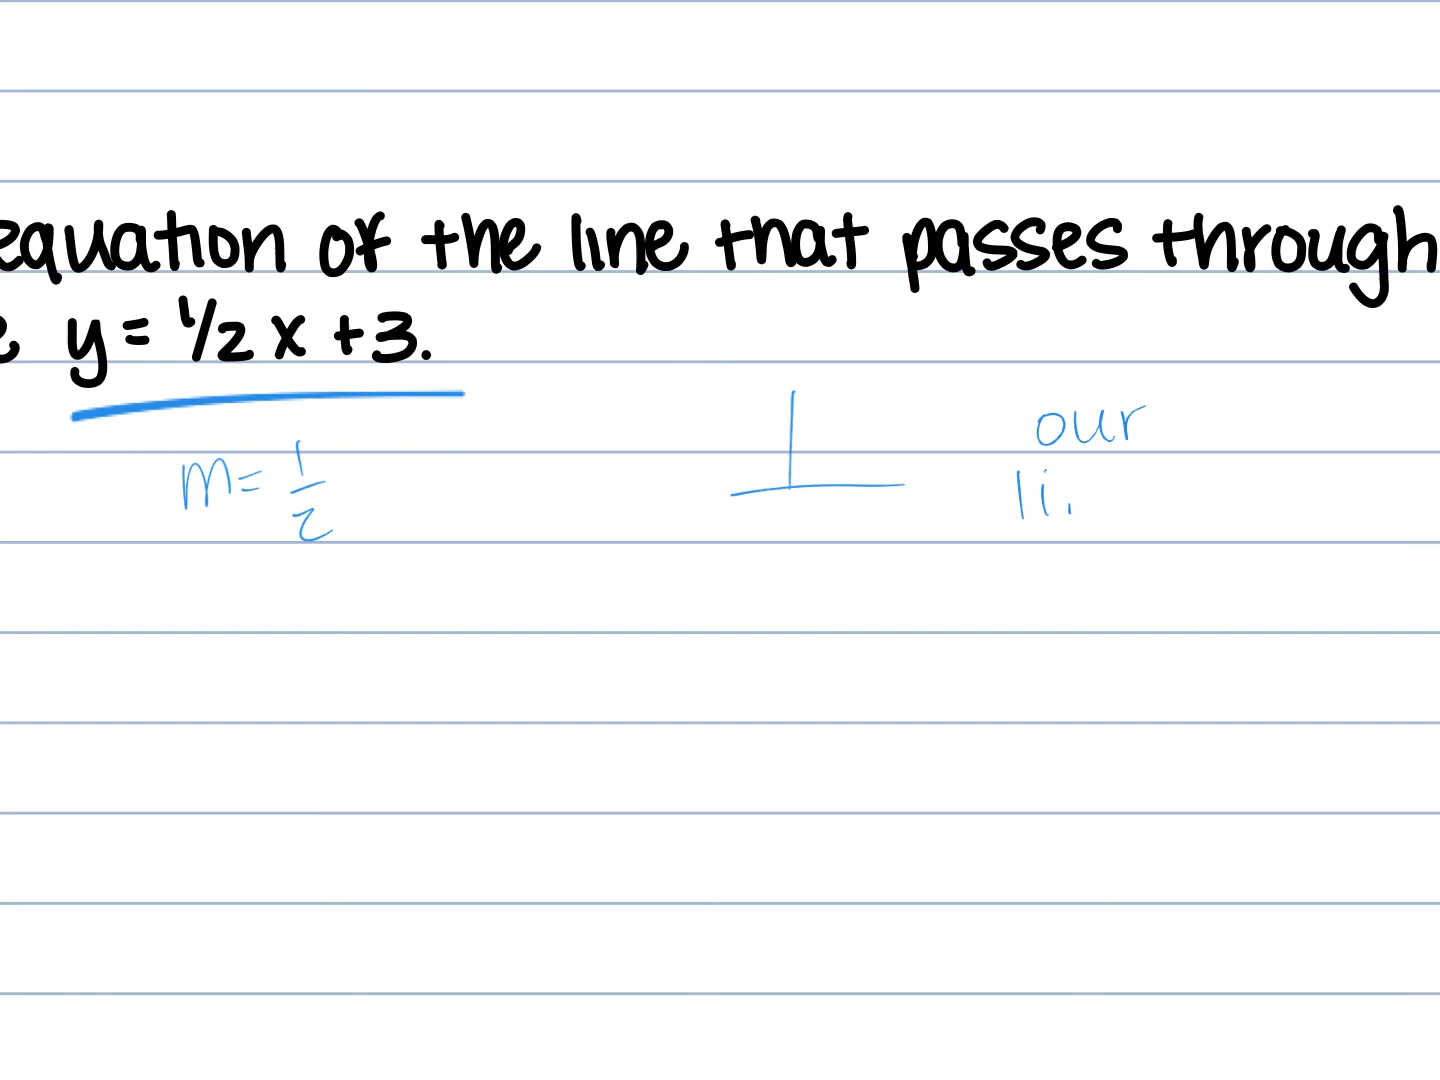 equation of the line that passes through
e y = 1/2 x + 3.
m = 1/2
⊥ our
li